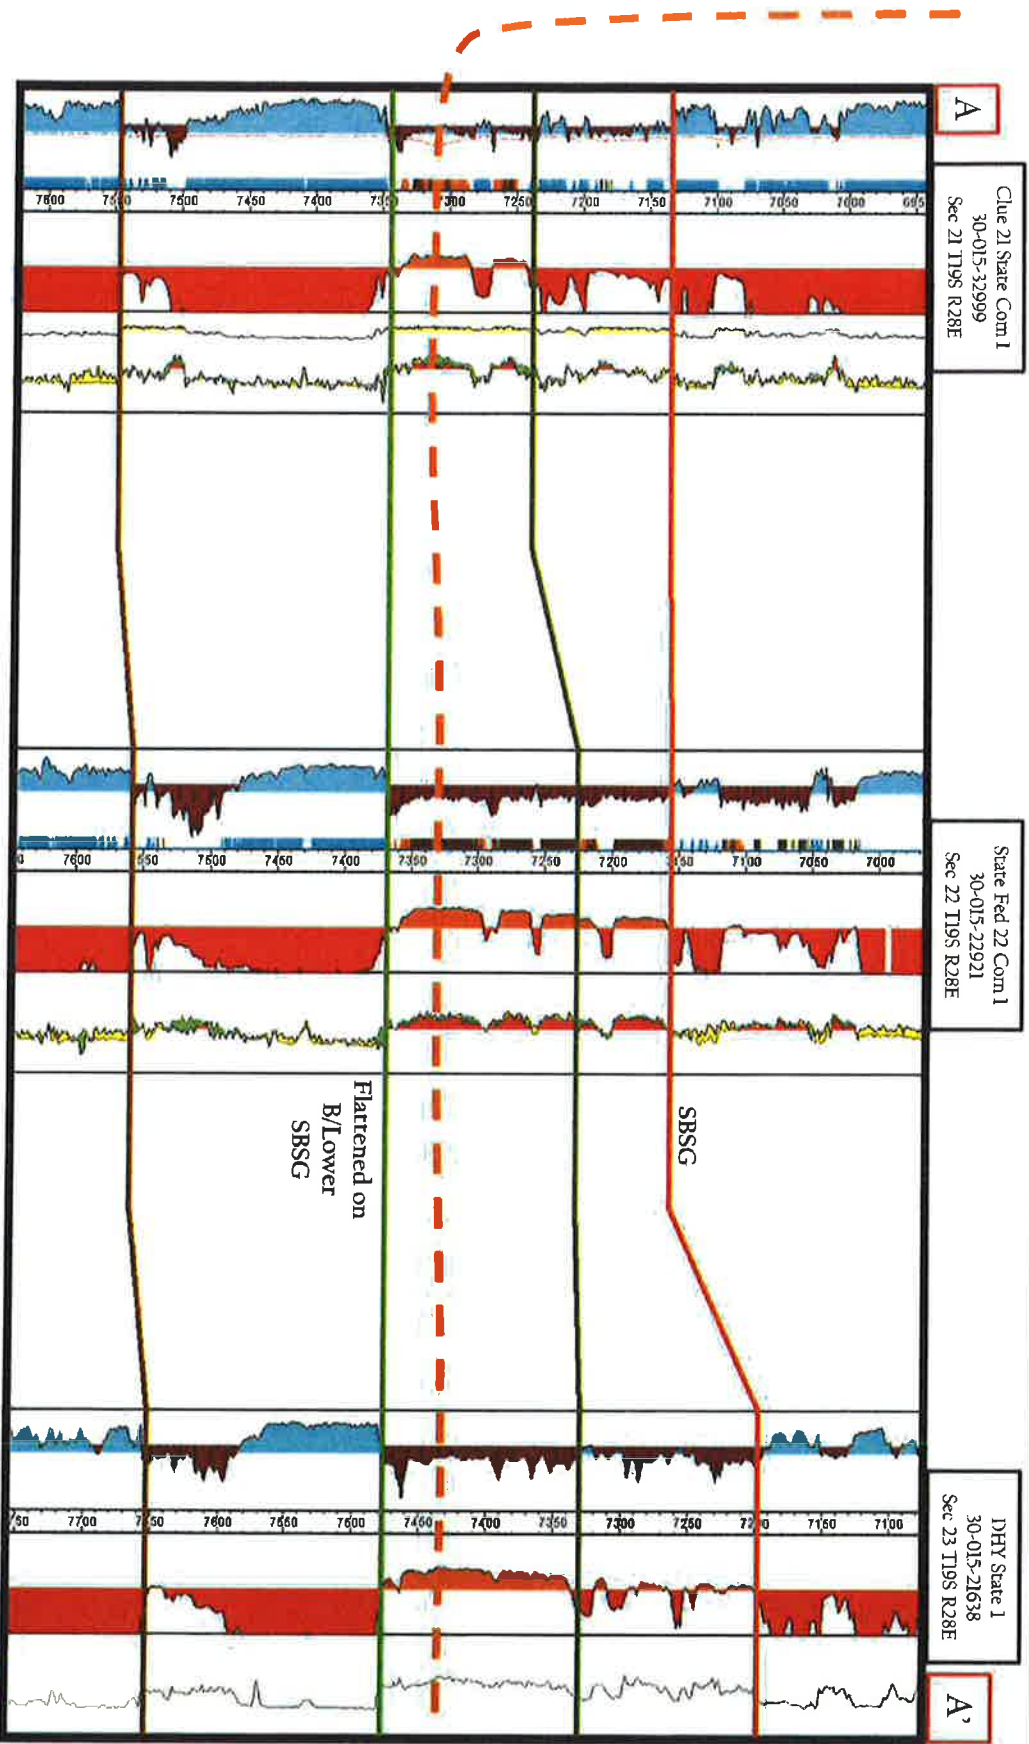 A
Clue 21 State Com 1
30-015-32999
Sec 21 T19S R28E
State Fed 22 Com 1
30-015-22921
Sec 22 T19S R28E
DHY State 1
30-015-21638
Sec 23 T19S R28E
A'
SBSG
Flattened on
B/Lower
SBSG
7600 7500 7450 7400 7250 7200 7150 7100 7050 7000
7600 7500 7450 7400 7350 7300 7250 7200 7100 7050 7000
7700 7600 7550 7500 7450 7400 7350 7300 7250 7150 7100